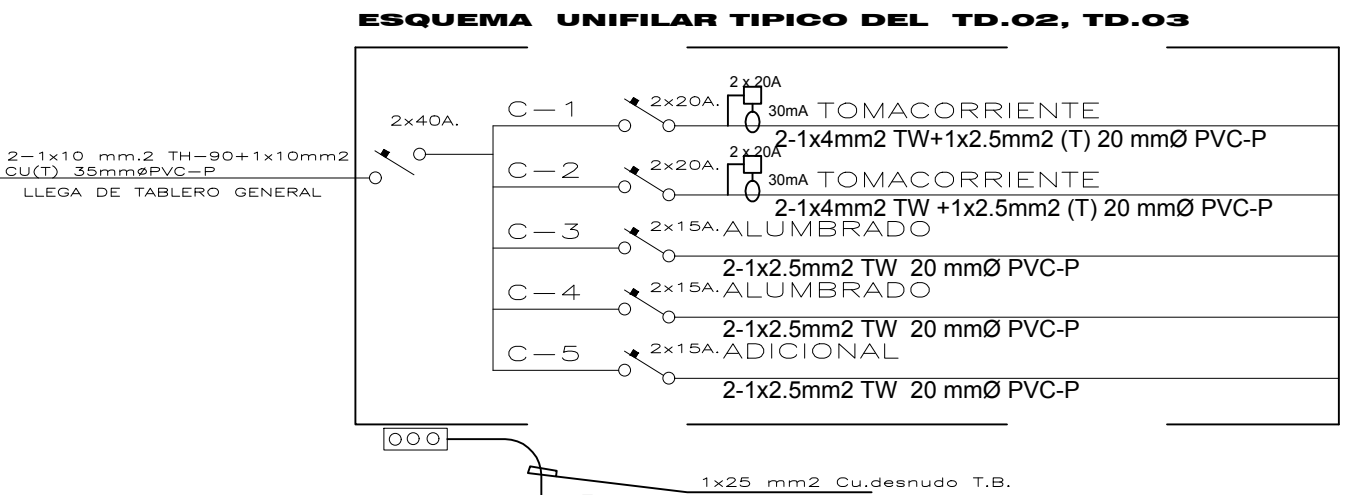 ESQUEMA UNIFILAR TIPICO DEL TD.02, TD.03
2x40A.
2-1x10 mm.2 TH-90+1x10mm2
CU(T) 35mmøPVC-P
LLEGA DE TABLERO GENERAL
C-1 2x20A. 2 x 20A 30mA TOMACORRIENTE
2-1x4mm2 TW+1x2.5mm2 (T) 20 mmØ PVC-P
C-2 2x20A. 2 x 20A 30mA TOMACORRIENTE
2-1x4mm2 TW +1x2.5mm2 (T) 20 mmØ PVC-P
C-3 2x15A. ALUMBRADO
2-1x2.5mm2 TW 20 mmØ PVC-P
C-4 2x15A. ALUMBRADO
2-1x2.5mm2 TW 20 mmØ PVC-P
C-5 2x15A. ADICIONAL
2-1x2.5mm2 TW 20 mmØ PVC-P
1x25 mm2 Cu.desnudo T.B.